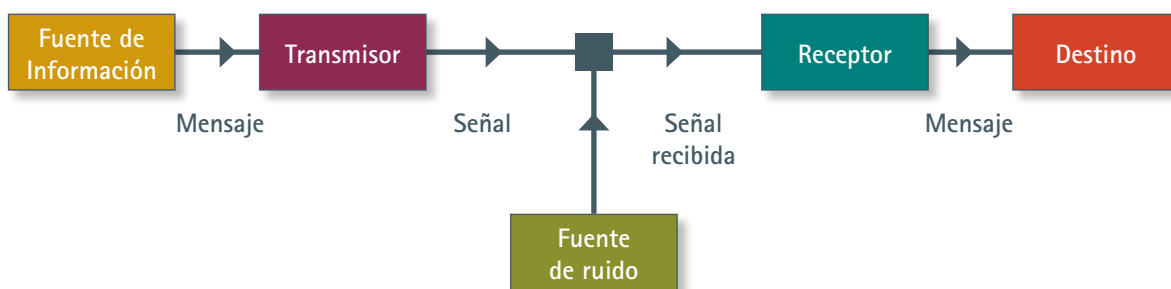 Fuente de
Información
Transmisor
Receptor
Destino
Mensaje
Señal
Señal
recibida
Mensaje
Fuente
de ruido